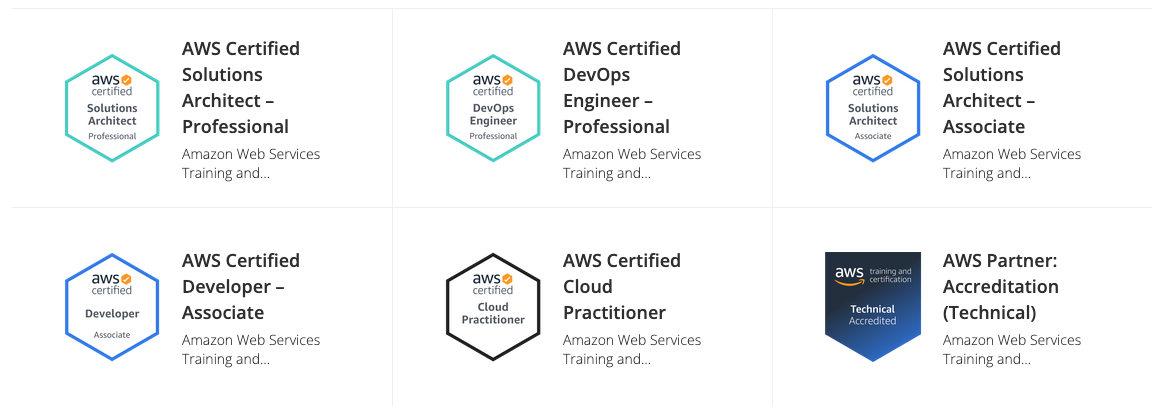 aws
certified
Solutions
Architect
Professional
AWS Certified
Solutions
Architect –
Professional
Amazon Web Services
Training and...
aws
certified
DevOps
Engineer
Professional
AWS Certified
DevOps
Engineer –
Professional
Amazon Web Services
Training and...
aws
certified
Solutions
Architect
Associate
AWS Certified
Solutions
Architect –
Associate
Amazon Web Services
Training and...
aws
certified
Developer
Associate
AWS Certified
Developer –
Associate
Amazon Web Services
Training and...
aws
certified
Cloud
Practitioner
AWS Certified
Cloud
Practitioner
Amazon Web Services
Training and...
aws training and
certification
Technical
Accredited
AWS Partner:
Accreditation
(Technical)
Amazon Web Services
Training and...